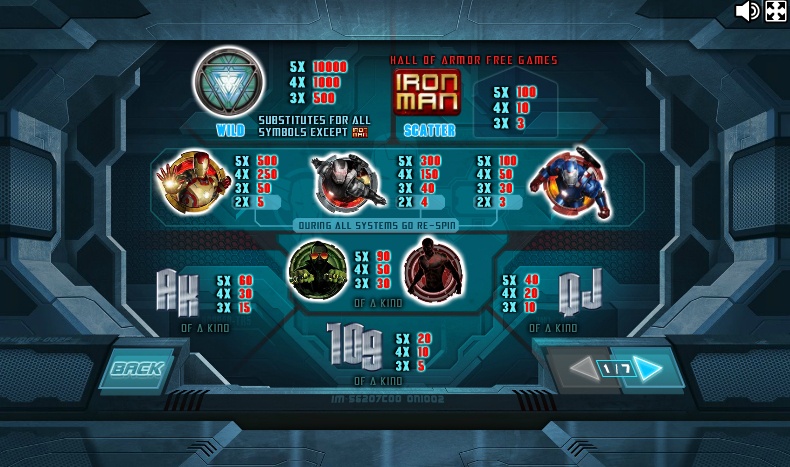 HALL OF ARMOR FREE GAMES
5X 10000
4X 1000
3X 500
IRON MAN
5X 100
4X 10
3X 3
WILD
SUBSTITUTES FOR ALL
SYMBOLS EXCEPT IRON MAN
SCATTER
5X 500
4X 250
3X 50
2X 5
5X 300
4X 150
3X 40
2X 4
5X 100
4X 50
3X 30
2X 3
DURING ALL SYSTEMS GO RE-SPIN
5X 90
4X 50
3X 30
OF A KIND
AK
5X 60
4X 30
3X 15
OF A KIND
5X 40
4X 20
3X 10
QJ
OF A KIND
109
5X 20
4X 10
3X 5
OF A KIND
BACK
1/7